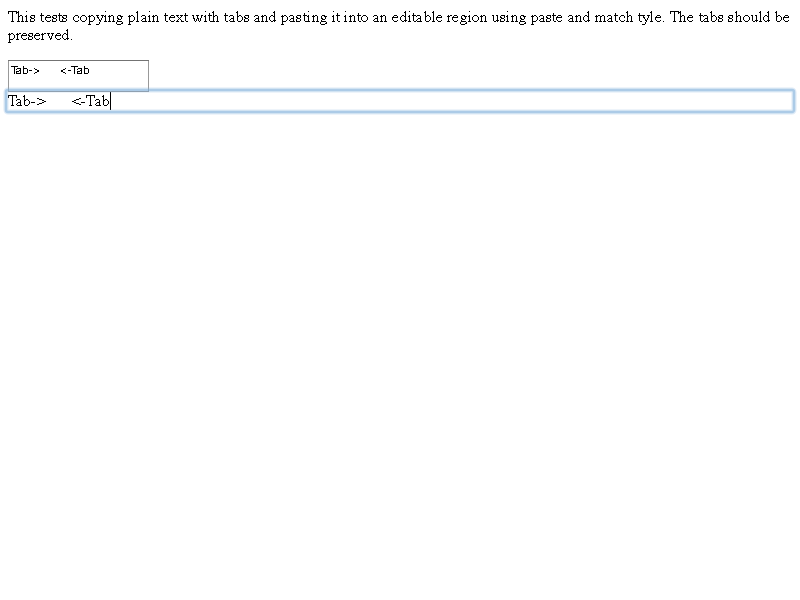 This tests copying plain text with tabs and pasting it into an editable region using paste and match tyle. The tabs should be
preserved.
Tab->	<-Tab
Tab->	<-Tab